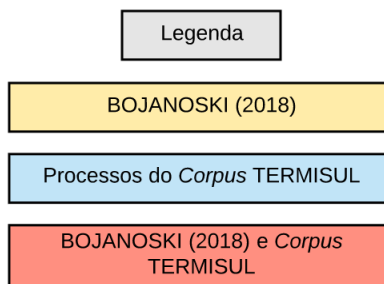 Legenda
BOJANOSKI (2018)
Processos do Corpus TERMISUL
BOJANOSKI (2018) e Corpus
TERMISUL